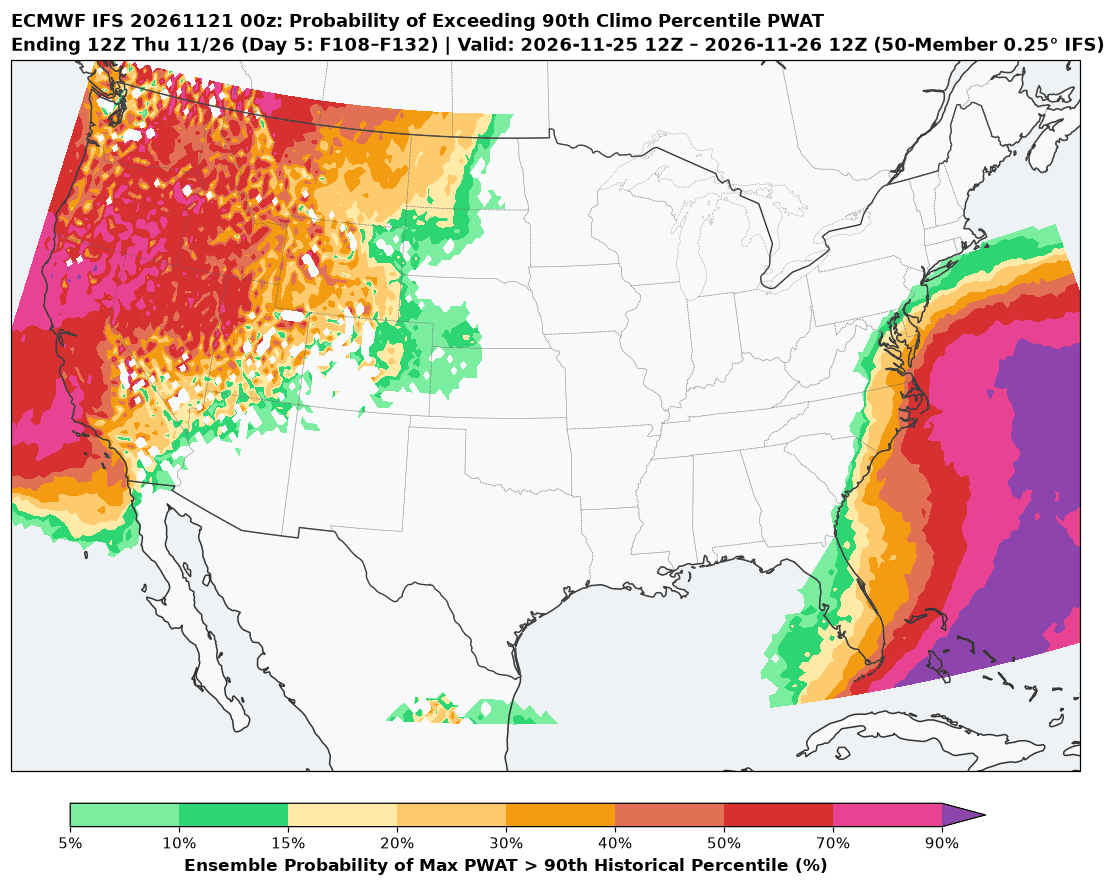 ECMWF IFS 20261121 00z: Probability of Exceeding 90th Climo Percentile PWAT
Ending 12Z Thu 11/26 (Day 5: F108–F132) | Valid: 2026-11-25 12Z – 2026-11-26 12Z (50-Member 0.25° IFS)
5% 10% 15% 20% 30% 40% 50% 70% 90%
Ensemble Probability of Max PWAT > 90th Historical Percentile (%)